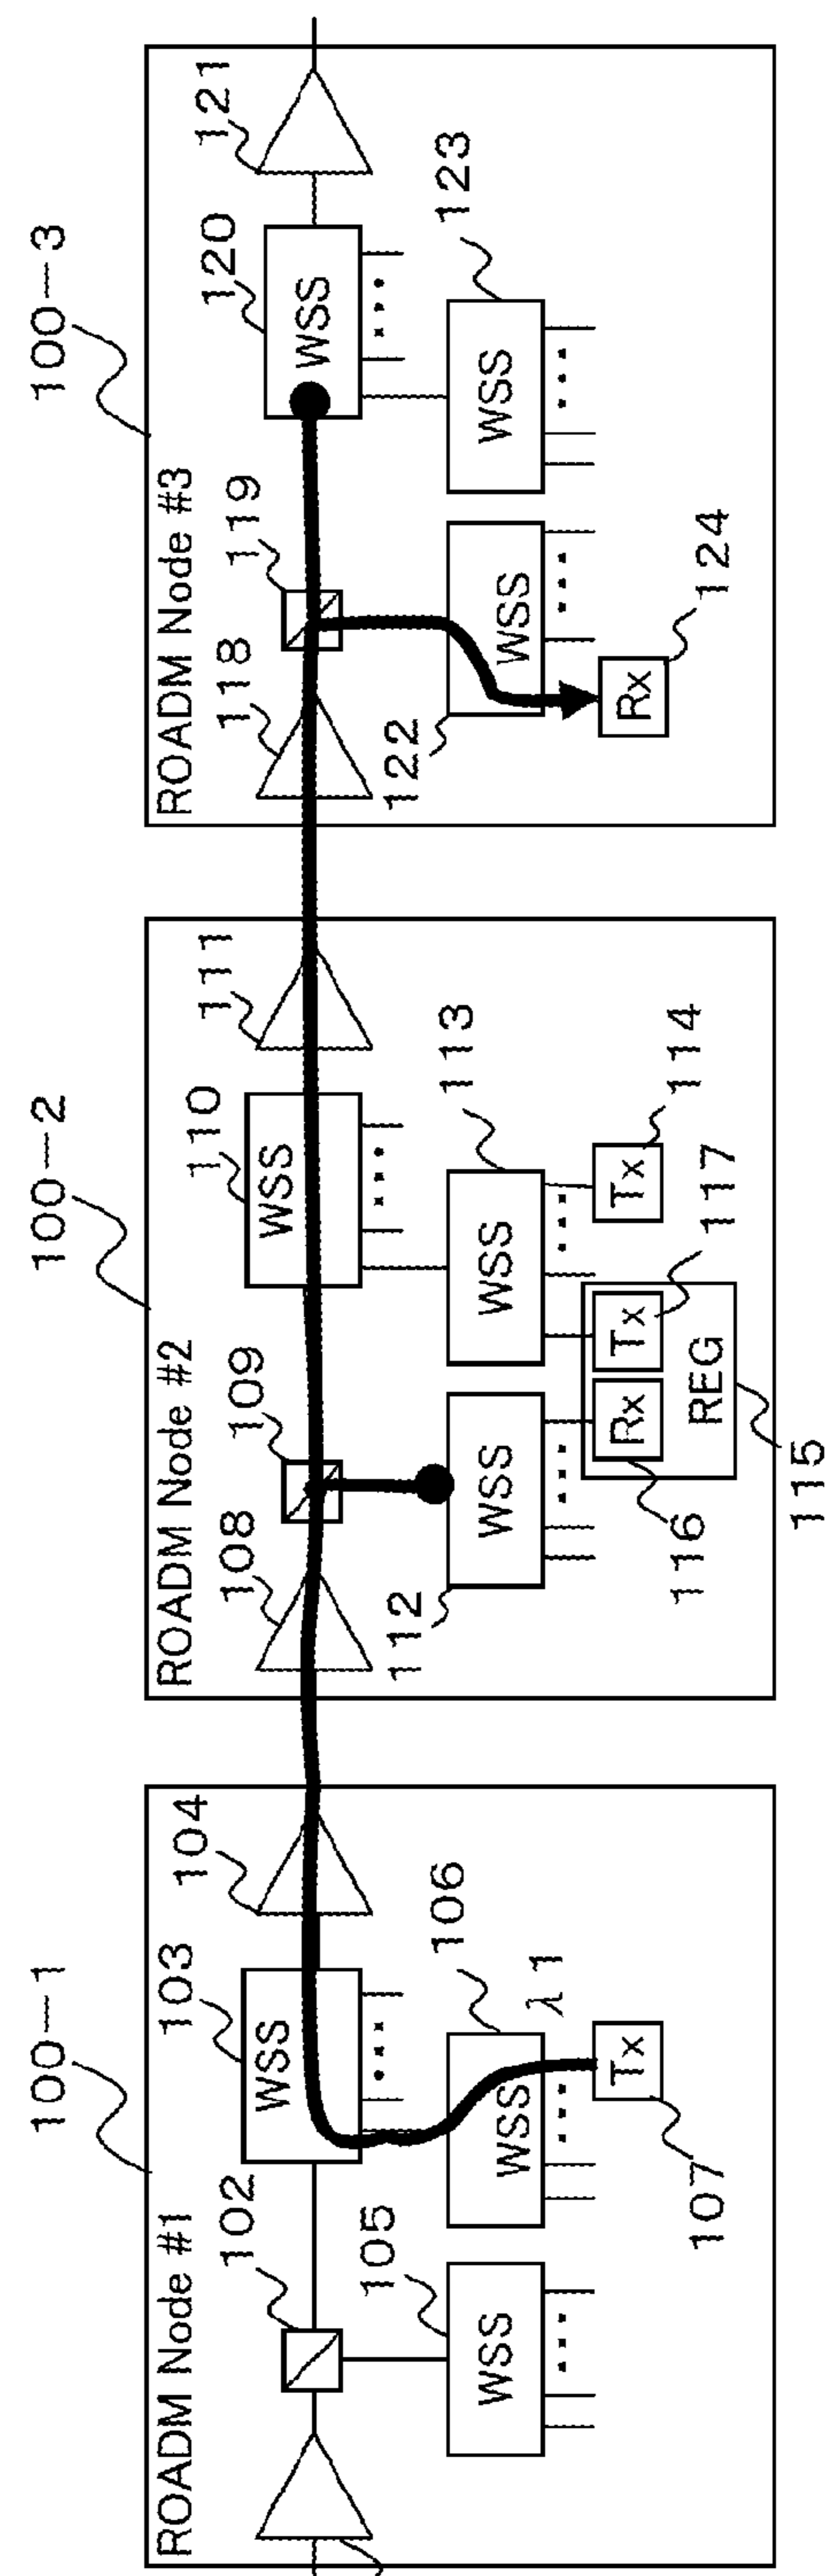 100-1
ROADM Node #1
102
103
WSS
104
105
WSS
106
WSS
λ1
Tx
107
100-2
ROADM Node #2
108
109
110
WSS
111
112
WSS
113
WSS
Tx
114
Rx
Tx
117
REG
116
115
100-3
ROADM Node #3
118
119
120
WSS
121
122
WSS
123
WSS
Rx
124